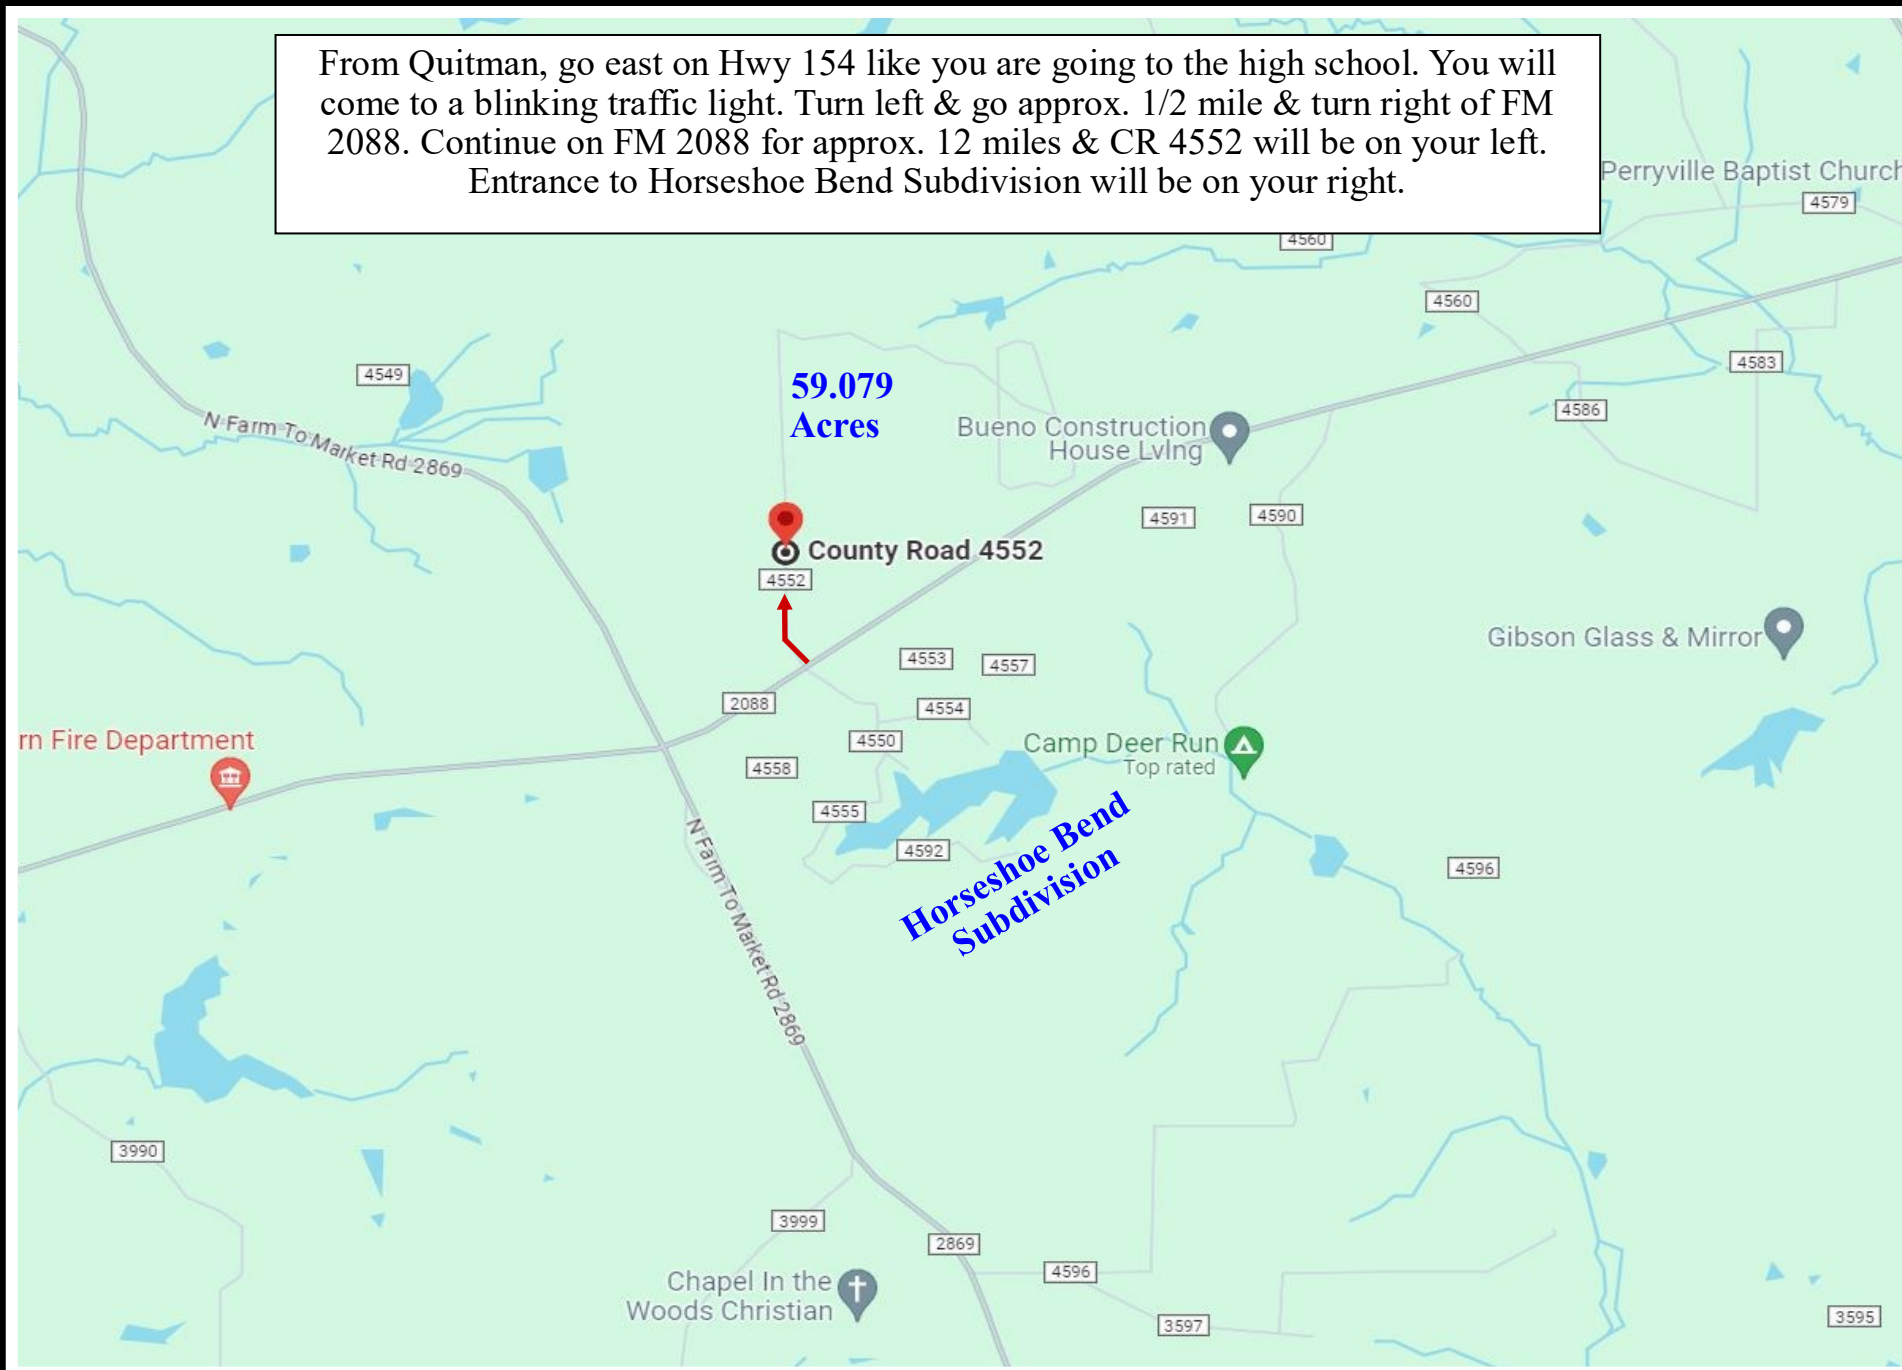 From Quitman, go east on Hwy 154 like you are going to the high school. You will
come to a blinking traffic light. Turn left & go approx. 1/2 mile & turn right of FM
2088. Continue on FM 2088 for approx. 12 miles & CR 4552 will be on your left.
Entrance to Horseshoe Bend Subdivision will be on your right.
Perryville Baptist Church
4579
4560
4560
4583
4549
59.079
Acres
4586
N Farm To Market Rd 2869
Bueno Construction
House Lvlng
4591
4590
County Road 4552
4552
Gibson Glass & Mirror
4553
4557
2088
4554
rn Fire Department
4550
Camp Deer Run
Top rated
4558
4555
4592
Horseshoe Bend
Subdivision
4596
N Farm To Market Rd 2869
3990
3999
2869
4596
Chapel In the
Woods Christian
3597
3595